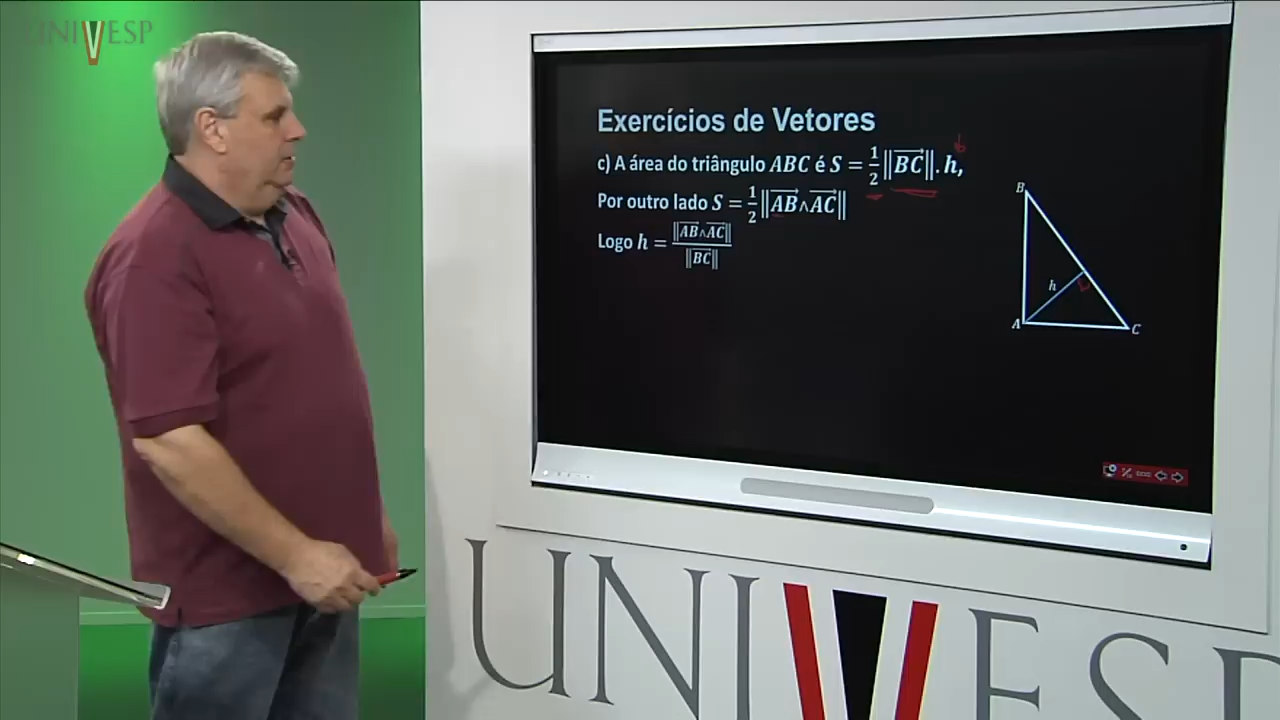 UNIVESP
Exercícios de Vetores
c) A área do triângulo ABC é S = 1/2 ||BC⃗||. h,
Por outro lado S = 1/2 ||AB⃗∧AC⃗||
Logo h = ||AB⃗∧AC⃗|| / ||BC⃗||
B
h
A
C
UNIVESP